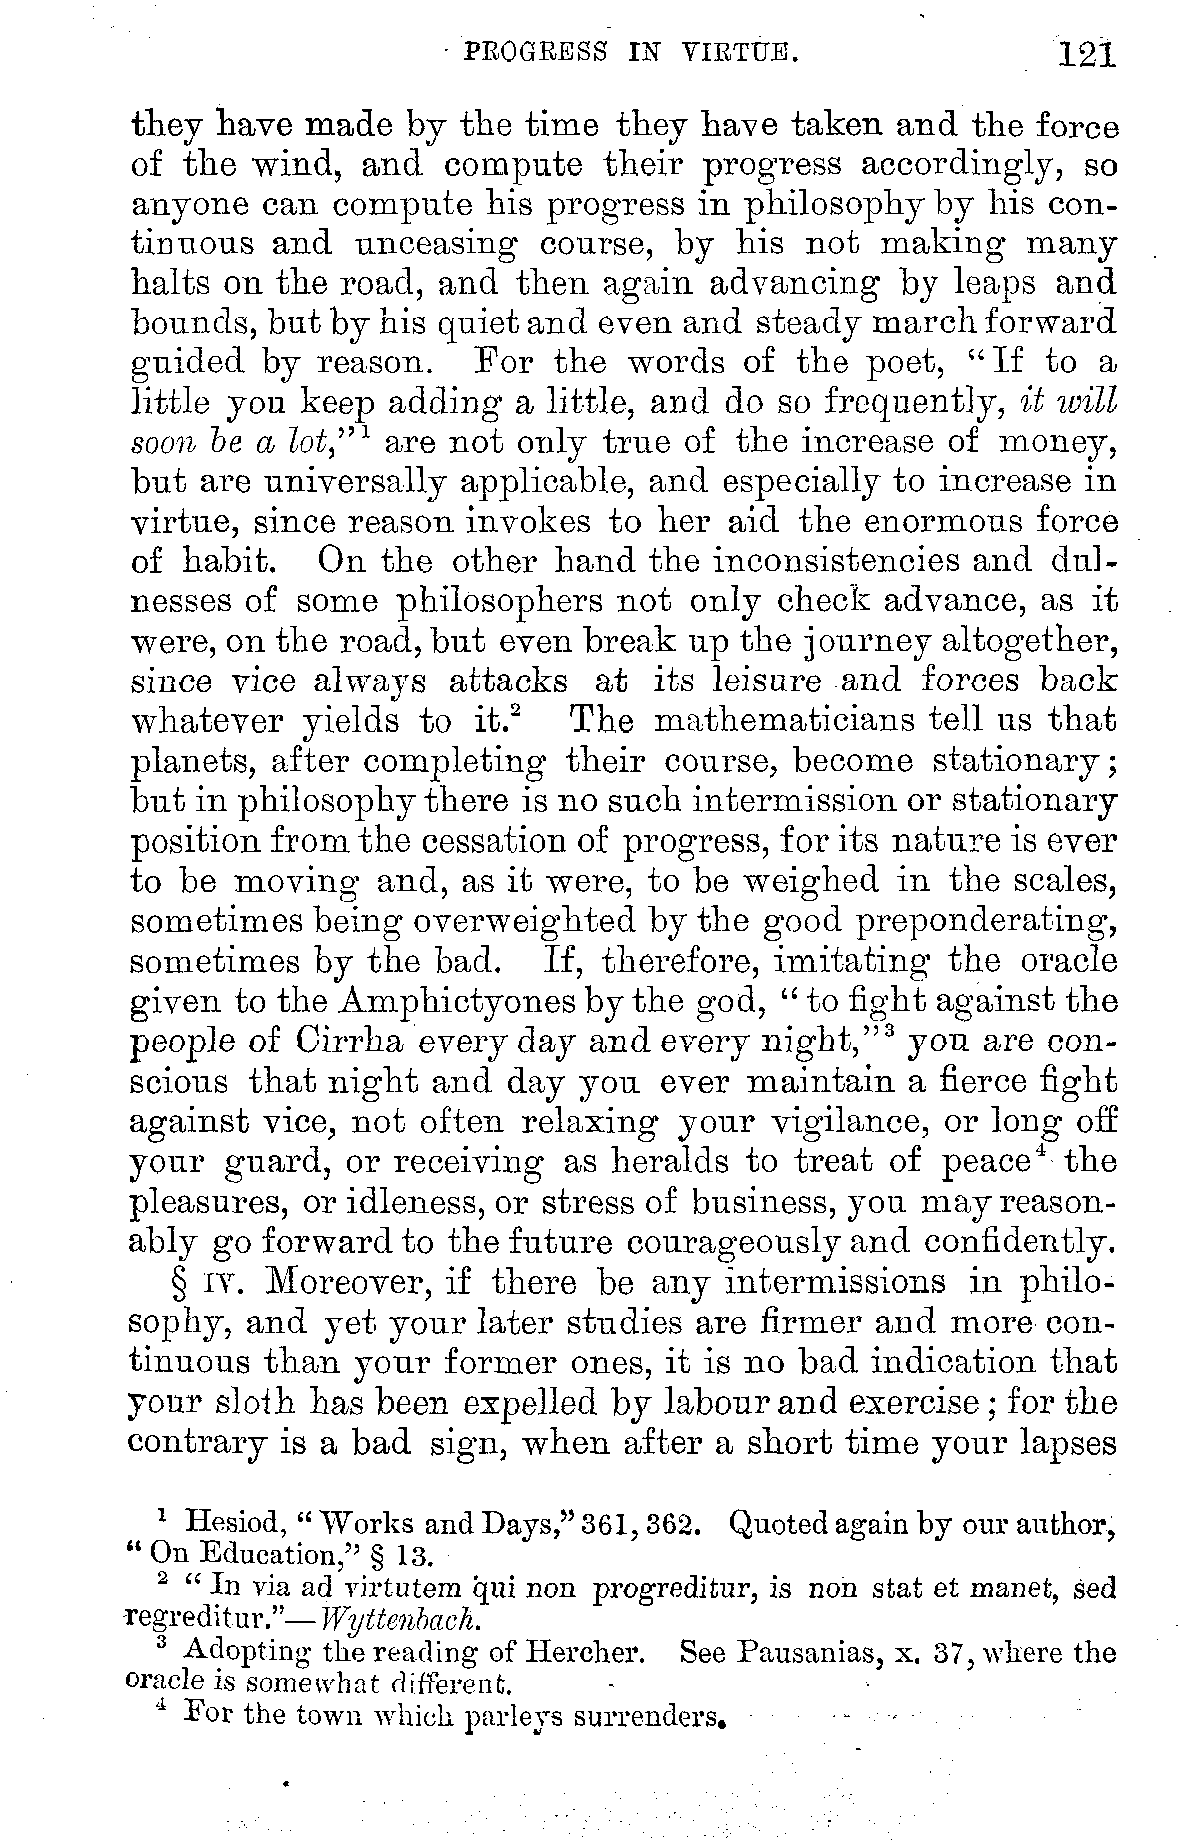 PROGRESS IN VIRTUE. 121
they have made by the time they have taken and the force
of the wind, and compute their progress accordingly, so
anyone can compute his progress in philosophy by his con-
tinuous and unceasing course, by his not making many
halts on the road, and then again advancing by leaps and
bounds, but by his quiet and even and steady march forward
guided by reason. For the words of the poet, “If to a
little you keep adding a little, and do so frequently, it will
soon be a lot,”¹ are not only true of the increase of money,
but are universally applicable, and especially to increase in
virtue, since reason invokes to her aid the enormous force
of habit. On the other hand the inconsistencies and dul-
nesses of some philosophers not only check advance, as it
were, on the road, but even break up the journey altogether,
since vice always attacks at its leisure and forces back
whatever yields to it.² The mathematicians tell us that
planets, after completing their course, become stationary;
but in philosophy there is no such intermission or stationary
position from the cessation of progress, for its nature is ever
to be moving and, as it were, to be weighed in the scales,
sometimes being overweighted by the good preponderating,
sometimes by the bad. If, therefore, imitating the oracle
given to the Amphictyones by the god, “to fight against the
people of Cirrha every day and every night,”³ you are con-
scious that night and day you ever maintain a fierce fight
against vice, not often relaxing your vigilance, or long off
your guard, or receiving as heralds to treat of peace⁴ the
pleasures, or idleness, or stress of business, you may reason-
ably go forward to the future courageously and confidently.
§ IV. Moreover, if there be any intermissions in philo-
sophy, and yet your later studies are firmer and more con-
tinuous than your former ones, it is no bad indication that
your sloth has been expelled by labour and exercise; for the
contrary is a bad sign, when after a short time your lapses
¹ Hesiod, “Works and Days,” 361, 362. Quoted again by our author,
“On Education,” § 13.
² “In via ad virtutem qui non progreditur, is non stat et manet, sed
regreditur.”—Wyttenbach.
³ Adopting the reading of Hercher. See Pausanias, x. 37, where the
oracle is somewhat different.
⁴ For the town which parleys surrenders.